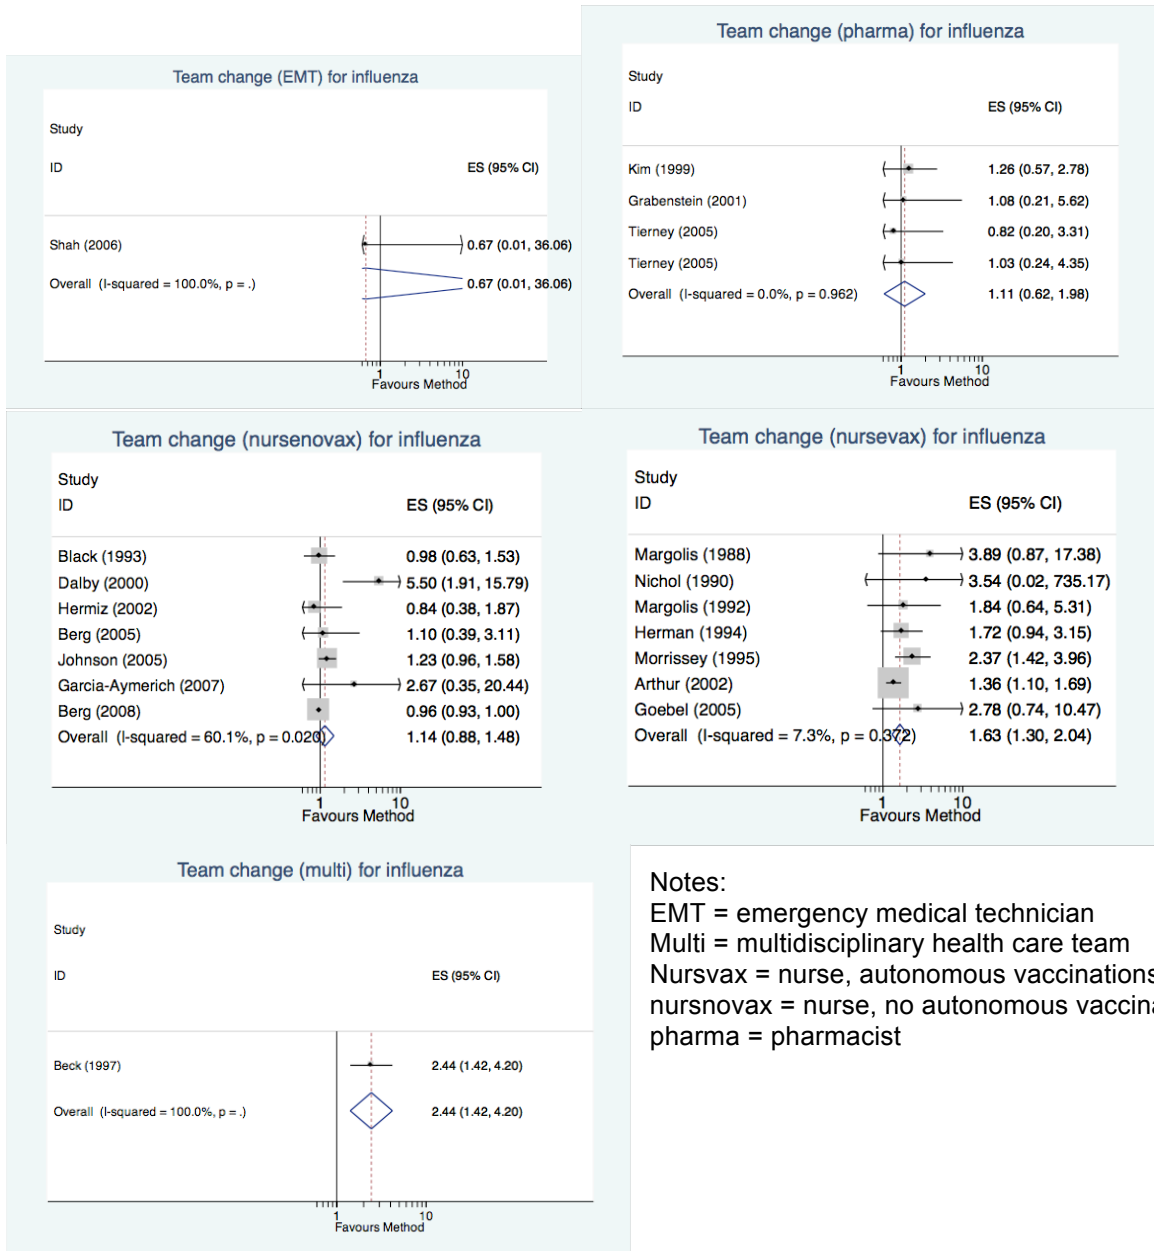 Team change (EMT) for influenza
Study
ID ES (95% CI)
Shah (2006) 0.67 (0.01, 36.06)
Overall (I-squared = 100.0%, p = .) 0.67 (0.01, 36.06)
1 10
Favours Method
Team change (pharma) for influenza
Study
ID ES (95% CI)
Kim (1999) 1.26 (0.57, 2.78)
Grabenstein (2001) 1.08 (0.21, 5.62)
Tierney (2005) 0.82 (0.20, 3.31)
Tierney (2005) 1.03 (0.24, 4.35)
Overall (I-squared = 0.0%, p = 0.962) 1.11 (0.62, 1.98)
1 10
Favours Method
Team change (nursenovax) for influenza
Study
ID ES (95% CI)
Black (1993) 0.98 (0.63, 1.53)
Dalby (2000) 5.50 (1.91, 15.79)
Hermiz (2002) 0.84 (0.38, 1.87)
Berg (2005) 1.10 (0.39, 3.11)
Johnson (2005) 1.23 (0.96, 1.58)
Garcia-Aymerich (2007) 2.67 (0.35, 20.44)
Berg (2008) 0.96 (0.93, 1.00)
Overall (I-squared = 60.1%, p = 0.020) 1.14 (0.88, 1.48)
1 10
Favours Method
Team change (nursevax) for influenza
Study
ID ES (95% CI)
Margolis (1988) 3.89 (0.87, 17.38)
Nichol (1990) 3.54 (0.02, 735.17)
Margolis (1992) 1.84 (0.64, 5.31)
Herman (1994) 1.72 (0.94, 3.15)
Morrissey (1995) 2.37 (1.42, 3.96)
Arthur (2002) 1.36 (1.10, 1.69)
Goebel (2005) 2.78 (0.74, 10.47)
Overall (I-squared = 7.3%, p = 0.372) 1.63 (1.30, 2.04)
1 10
Favours Method
Team change (multi) for influenza
Study
ID ES (95% CI)
Beck (1997) 2.44 (1.42, 4.20)
Overall (I-squared = 100.0%, p = .) 2.44 (1.42, 4.20)
1 10
Favours Method
Notes:
EMT = emergency medical technician
Multi = multidisciplinary health care team
Nursvax = nurse, autonomous vaccinations
nursnovax = nurse, no autonomous vaccina
pharma = pharmacist